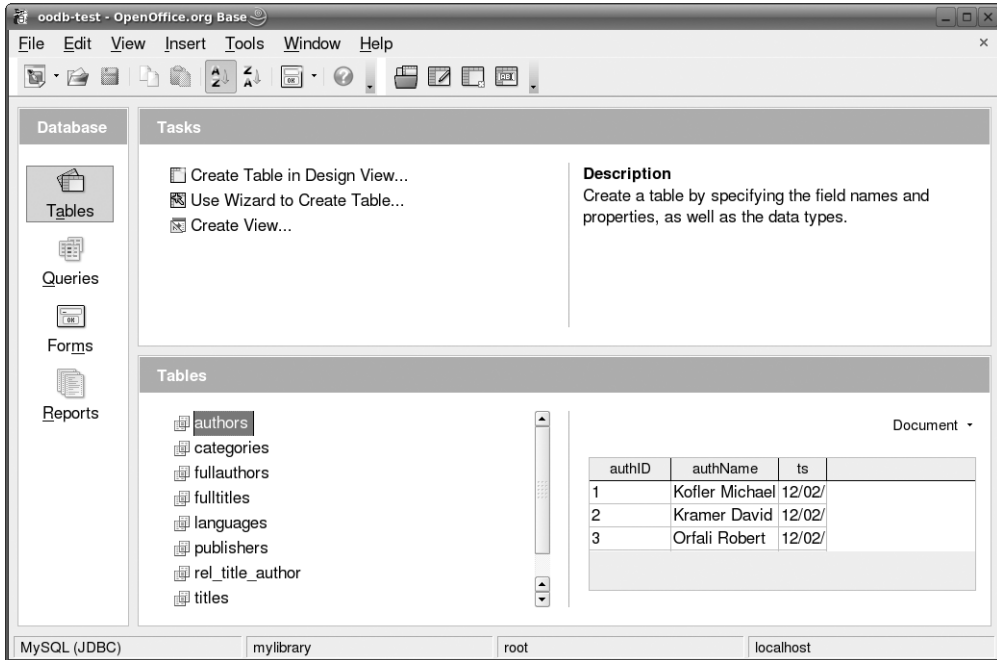 oodb-test - OpenOffice.org Base
File Edit View Insert Tools Window Help
Database
Tables
Queries
Forms
Reports
Tasks
Create Table in Design View...
Use Wizard to Create Table...
Create View...
Description
Create a table by specifying the field names and
properties, as well as the data types.
Tables
authors
categories
fullauthors
fulltitles
languages
publishers
rel_title_author
titles
Document
authID authName ts
1 Kofler Michael 12/02/
2 Kramer David 12/02/
3 Orfali Robert 12/02/
MySQL (JDBC) mylibrary root localhost